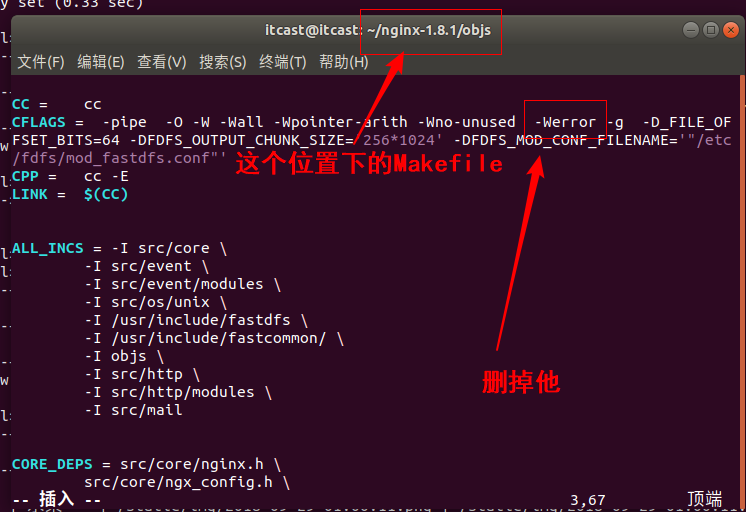 y set (0.33 sec)
itcast@itcast: ~/nginx-1.8.1/objs
文件(F) 编辑(E) 查看(V) 搜索(S) 终端(T) 帮助(H)
CC =    cc
CFLAGS =  -pipe  -O -W -Wall -Wpointer-arith -Wno-unused  -Werror -g  -D_FILE_OF
FSET_BITS=64 -DFDFS_OUTPUT_CHUNK_SIZE='256*1024' -DFDFS_MOD_CONF_FILENAME='"/etc
/fdfs/mod_fastdfs.conf"'
这个位置下的Makefile
CPP =   cc -E
LINK =  $(CC)
ALL_INCS = -I src/core \
-I src/event \
-I src/event/modules \
-I src/os/unix \
-I /usr/include/fastdfs \
-I /usr/include/fastcommon/ \
-I objs \
-I src/http \
-I src/http/modules \
-I src/mail
删掉他
CORE_DEPS = src/core/nginx.h \
src/core/ngx_config.h \
-- 插入 --    3,67    顶端